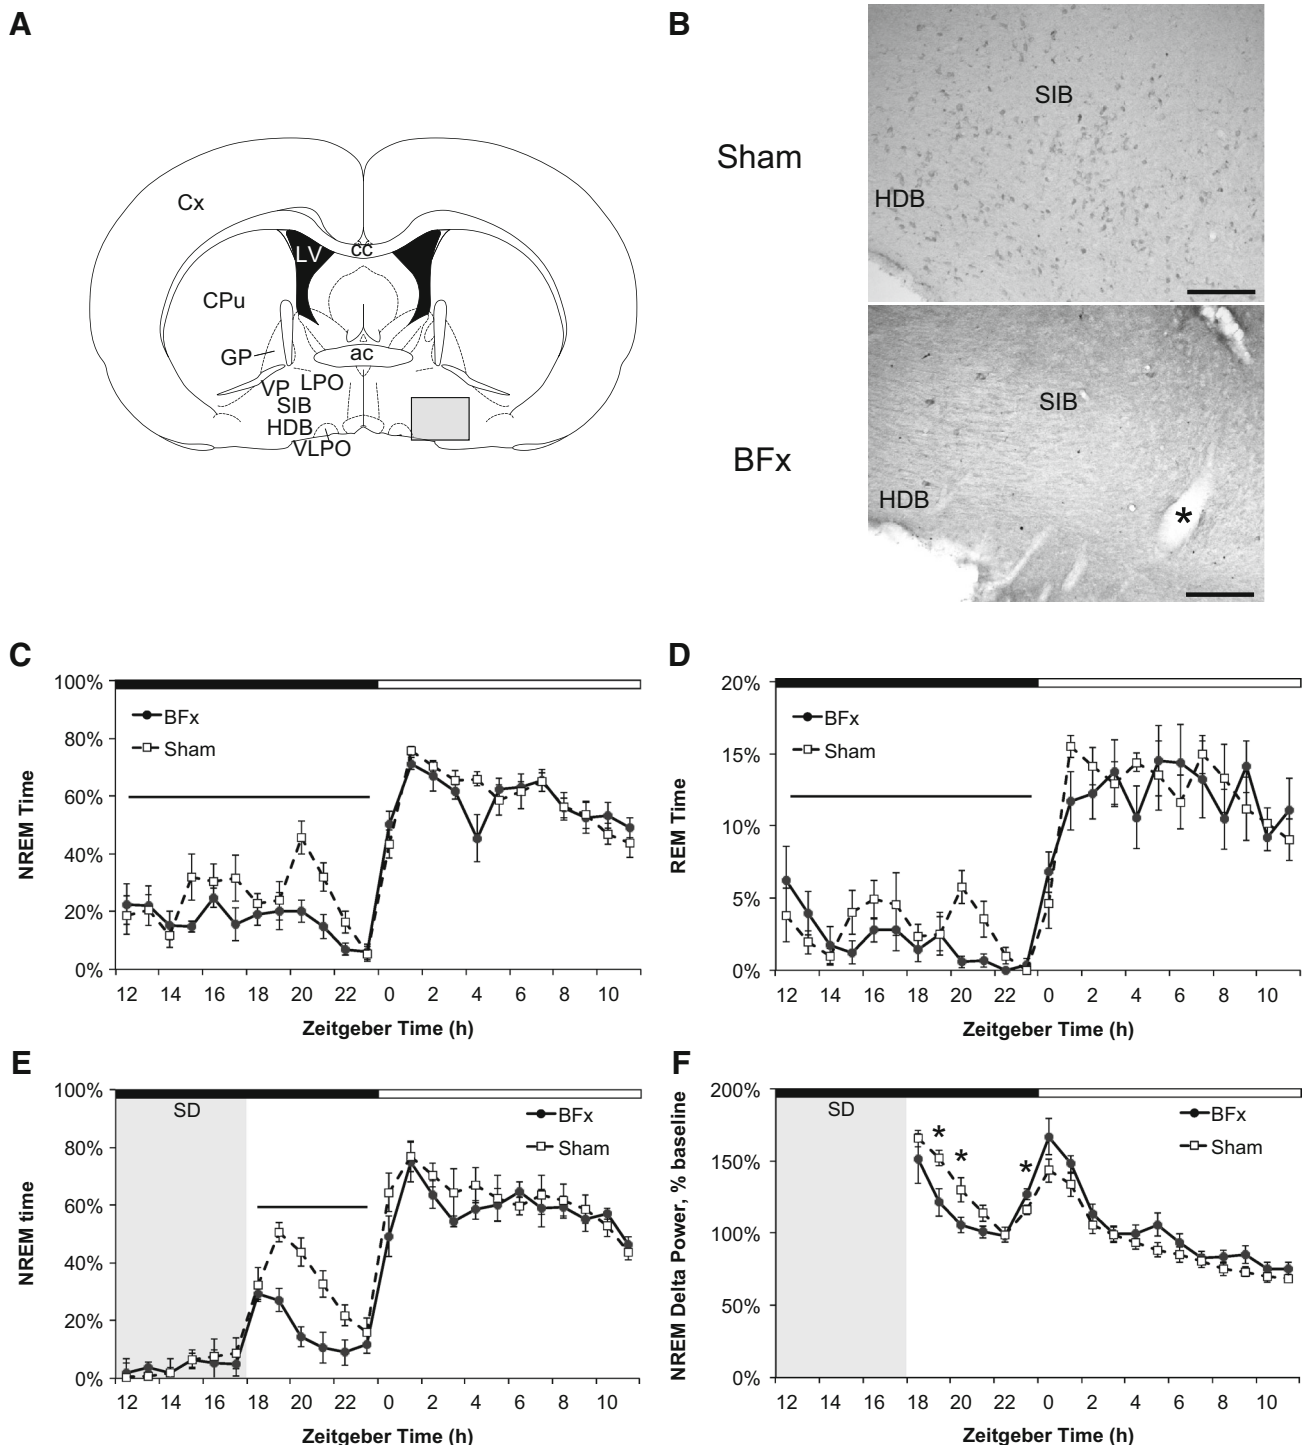 A
Cx
LV
cc
CPu
GP
ac
VP
LPO
SIB
HDB
VLPO
B
Sham
SIB
HDB
BFx
SIB
HDB
*
C
NREM Time
100%
80%
60%
40%
20%
0%
BFx
Sham
12 14 16 18 20 22 0 2 4 6 8 10
Zeitgeber Time (h)
D
REM Time
20%
15%
10%
5%
0%
BFx
Sham
12 14 16 18 20 22 0 2 4 6 8 10
Zeitgeber Time (h)
E
NREM time
100%
80%
60%
40%
20%
0%
SD
BFx
Sham
12 14 16 18 20 22 0 2 4 6 8 10
Zeitgeber Time (h)
F
NREM Delta Power, % baseline
200%
150%
100%
50%
0%
SD
* * *
BFx
Sham
12 14 16 18 20 22 0 2 4 6 8 10
Zeitgeber Time (h)